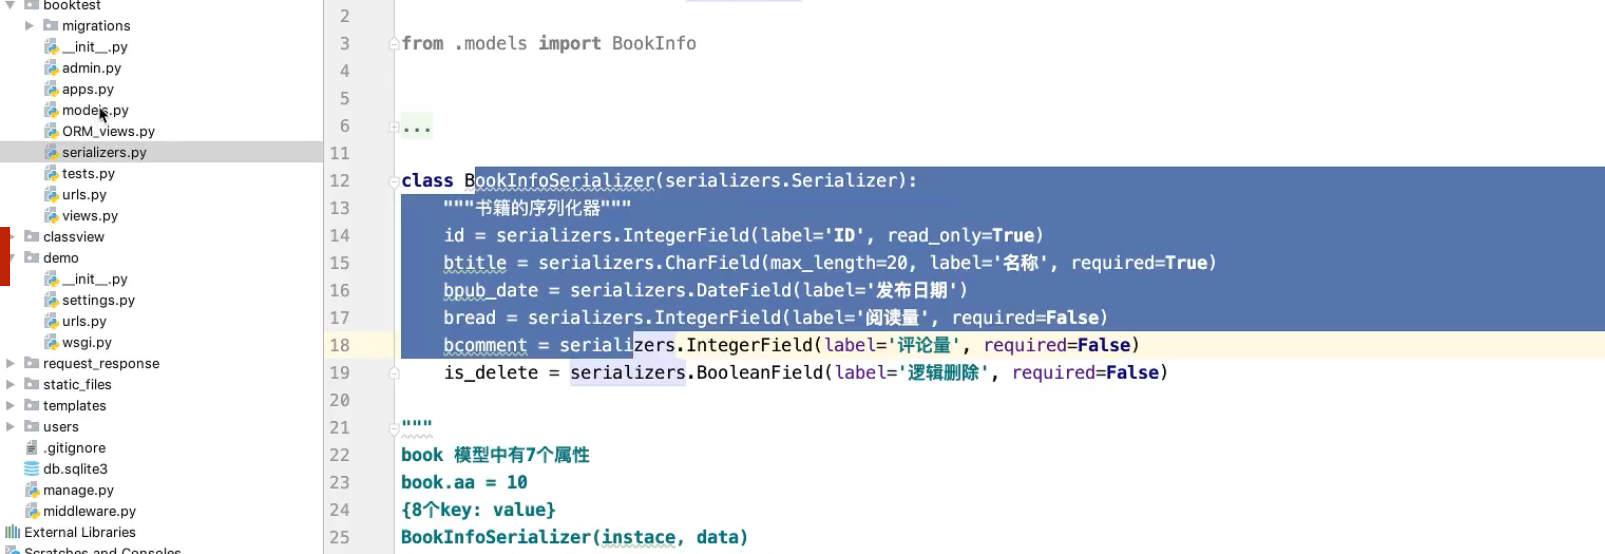 booktest
migrations
__init__.py
admin.py
apps.py
models.py
ORM_views.py
serializers.py
tests.py
urls.py
views.py
classview
demo
__init__.py
settings.py
urls.py
wsgi.py
request_response
static_files
templates
users
.gitignore
db.sqlite3
manage.py
middleware.py
External Libraries
Scratches and Consoles
2
3 from .models import BookInfo
4
5
6 ...
11
12 class BookInfoSerializer(serializers.Serializer):
13 """书籍的序列化器"""
14 id = serializers.IntegerField(label='ID', read_only=True)
15 btitle = serializers.CharField(max_length=20, label='名称', required=True)
16 bpub_date = serializers.DateField(label='发布日期')
17 bread = serializers.IntegerField(label='阅读量', required=False)
18 bcomment = serializers.IntegerField(label='评论量', required=False)
19 is_delete = serializers.BooleanField(label='逻辑删除', required=False)
20
21 """
22 book 模型中有7个属性
23 book.aa = 10
24 {8个key: value}
25 BookInfoSerializer(instace, data)